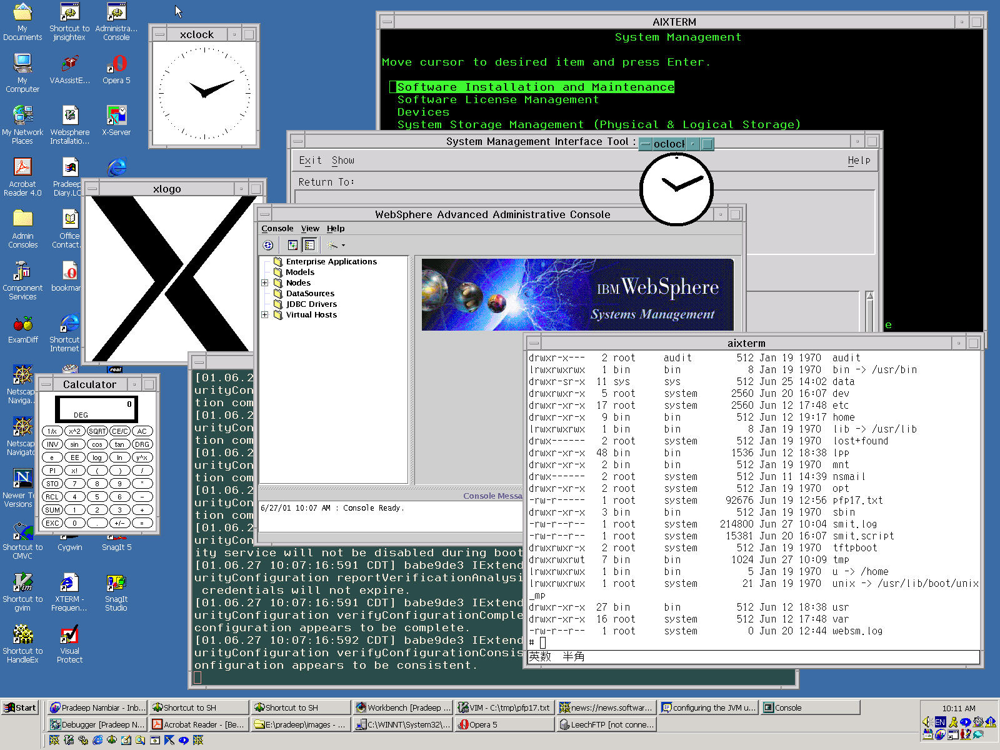 My Documents
Shortcut to jinsightex
Administra... Console
My Computer
VAAssistE...
Opera 5
My Network Places
Websphere Installatio...
X-Server
Acrobat Reader 4.0
Pradeep
Diary.LC
Admin Consoles
Office
Contact.
Component Services
bookmar
ExamDiff
Shortcut
Internet
Netscap
Naviga..
real
Netscap
Navigato
Newer Te
Versions
Shortcut to CMVC
Cygwin
SnagIt 5
Shortcut to gvim
XTERM - Frequen...
SnagIt Studio
Shortcut to HandleEx
Visual Protect
xclock
xlogo
Calculator
0
DEG
1/x x^2 SQRT CE/C AC
INV sin cos tan DRG
e EE log ln y^x
PI x! ( ) /
STO 7 8 9 *
RCL 4 5 6 -
SUM 1 2 3 +
EXC 0 . +/- =
AIXTERM
System Management
Move cursor to desired item and press Enter.
Software Installation and Maintenance
Software License Management
Devices
System Storage Management (Physical & Logical Storage)
e
System Management Interface Tool :
oclock
Exit Show Help
Return To:
WebSphere Advanced Administrative Console
Console View Help
Enterprise Applications
Models
Nodes
DataSources
JDBC Drivers
Virtual Hosts
IBM WebSphere
Systems Management
Console Messa
6/27/01 10:07 AM : Console Ready.
[01.06.2
urityCon
tion com
[01.06.2
urityCon
tion com
[01.06.2
urityCon
tion com
[01.06.2
urityCon
tion com
[01.06.2
urityCon
ity service will not be disabled during boot
[01.06.27 10:07:16:591 CDT] babe9de3 IExtend
urityConfiguration reportVerificationAnalysi
credentials will not expire.
[01.06.27 10:07:16:591 CDT] babe9de3 IExtend
urityConfiguration verifyConfigurationComple
configuration appears to be complete.
[01.06.27 10:07:16:592 CDT] babe9de3 IExtend
urityConfiguration verifyConfigurationConsis
onfiguration appears to be consistent.
aixterm
drwxr-x--- 2 root audit 512 Jan 19 1970 audit
lrwxrwxrwx 1 bin bin 8 Jan 19 1970 bin -> /usr/bin
drwxr-sr-x 11 sys sys 512 Jun 25 14:02 data
drwxrwxr-x 5 root system 2560 Jun 20 16:07 dev
drwxr-xr-x 17 root system 2560 Jun 12 17:48 etc
drwxr-xr-x 9 bin bin 512 Jun 12 19:17 home
lrwxrwxrwx 1 bin bin 8 Jan 19 1970 lib -> /usr/lib
drwx------ 2 root system 512 Jan 19 1970 lost+found
drwxr-xr-x 48 bin bin 1536 Jun 12 18:38 lpp
drwxr-xr-x 2 bin bin 512 Jan 19 1970 mnt
drwx------ 2 root system 512 Jun 11 14:39 nsmail
drwxr-xr-x 2 root system 512 Jan 19 1970 opt
-rw-r----- 1 root system 92676 Jun 19 12:56 pfp17.txt
drwxr-xr-x 3 bin bin 512 Jan 19 1970 sbin
-rw-r--r-- 1 root system 214800 Jun 27 10:04 smit.log
-rw-r--r-- 1 root system 15381 Jun 20 16:07 smit.script
drwxrwxr-x 2 root system 512 Jan 19 1970 tftpboot
drwxrwxrwt 7 bin bin 1024 Jun 27 10:09 tmp
lrwxrwxrwx 1 bin bin 5 Jan 19 1970 u -> /home
lrwxrwxrwx 1 root system 21 Jan 19 1970 unix -> /usr/lib/boot/unix
_mp
drwxr-xr-x 27 bin bin 512 Jun 12 18:38 usr
drwxr-xr-x 16 root system 512 Jun 12 17:48 var
-rw-r--r-- 1 root system 0 Jun 20 12:44 websm.log
#
英数 半角
Start
Pradeep Nambiar - Inb...
Shortcut to SH
Shortcut to SH
Workbench [Pradeep ...
VIM - C:\tmp\pfp17.txt
news://news.softwar...
configuring the JVM u...
Console
Debugger [Pradeep N...
Acrobat Reader - [Be...
E:\pradeep\images - ...
C:\WINNT\System32\...
Opera 5
LeechFTP [not conne...
10:11 AM
EN